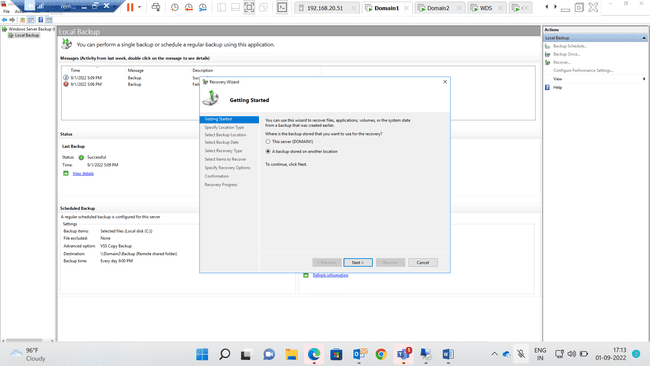 rem...
192.168.20.51
Domain1
Domain2
WDS
File
Windows Server Backup (
Local Backup
Local Backup
You can perform a single backup or schedule a regular backup using this application.
Messages (Activity from last week, double click on the message to see details)
Time
Message
Description
9/1/2022 5:09 PM
Backup
9/1/2022 5:06 PM
Backup
Status
Last Backup
Status:
Successful
Time:
9/1/2022 5:09 PM
View details
Scheduled Backup
A regular scheduled backup is configured for this server
Settings
Backup items:
Selected files (Local disk (C:))
File excluded:
None
Advanced option:
VSS Copy Backup
Destination:
\\Domain2\Backup (Remote shared folder)
Backup time:
Every day 9:00 PM
Refresh information
Recovery Wizard
Getting Started
Getting Started
Specify Location Type
Select Backup Location
Select Backup Date
Select Recovery Type
Select Items to Recover
Specify Recovery Options
Confirmation
Recovery Progress
You can use this wizard to recover files, applications, volumes, or the system state
from a backup that was created earlier.
Where is the backup stored that you want to use for the recovery?
This server (DOMAIN1)
A backup stored on another location
To continue, click Next.
< Previous
Next >
Recover
Cancel
Actions
Local Backup
Backup Schedule...
Backup Once...
Recover...
Configure Performance Settings...
View
Help
96°F
Cloudy
ENG
IN
17:13
01-09-2022